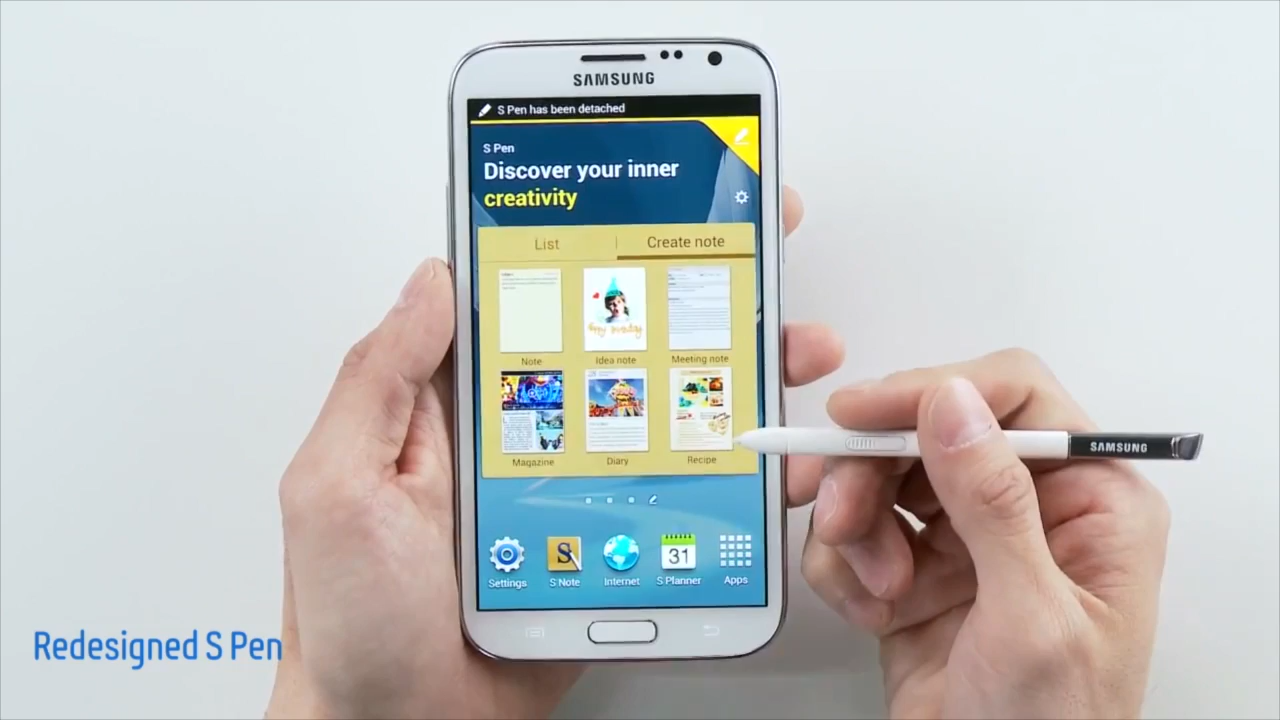 SAMSUNG
S Pen has been detached
S Pen
Discover your inner
creativity
List
Create note
Note
Idea note
Meeting note
Magazine
Diary
Recipe
SAMSUNG
31
Settings
S Note
Internet
S Planner
Apps
Redesigned S Pen